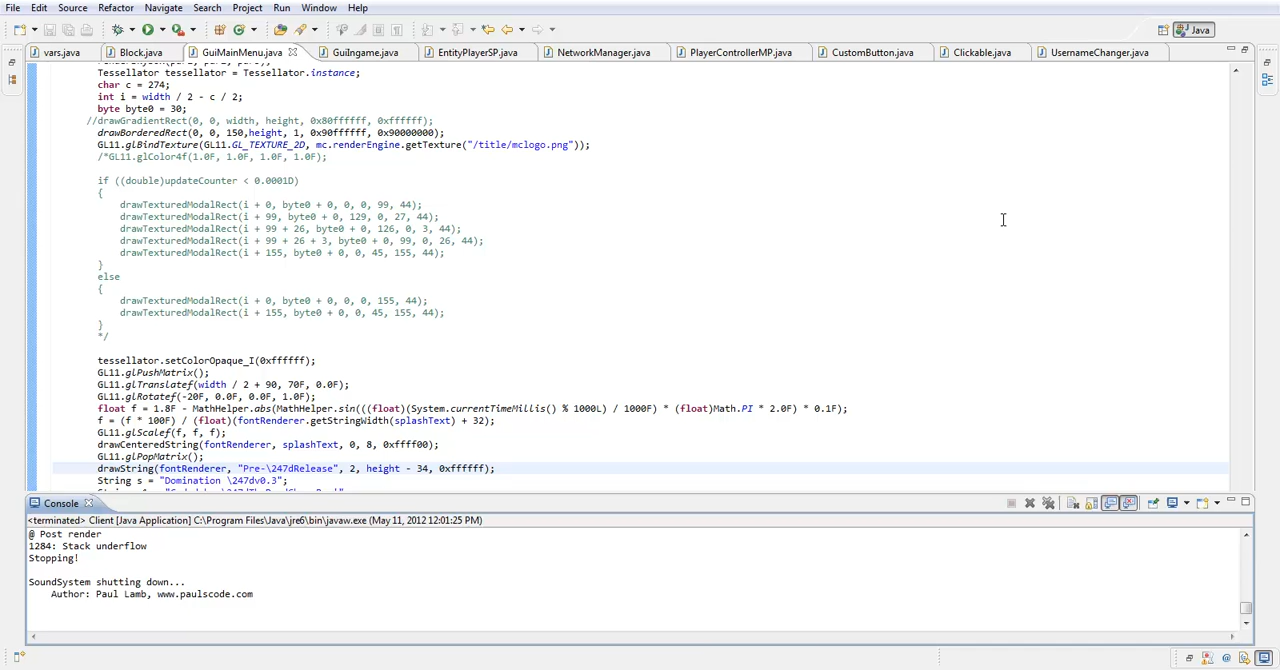 File Edit Source Refactor Navigate Search Project Run Window Help
Java
vars.java Block.java GuiMainMenu.java GuiIngame.java EntityPlayerSP.java NetworkManager.java PlayerControllerMP.java CustomButton.java Clickable.java UsernameChanger.java
Tessellator tessellator = Tessellator.instance;
char c = 274;
int i = width / 2 - c / 2;
byte byte0 = 30;
//drawGradientRect(0, 0, width, height, 0x80ffffff, 0xffffff);
drawBorderedRect(0, 0, 150,height, 1, 0x90ffffff, 0x90000000);
GL11.glBindTexture(GL11.GL_TEXTURE_2D, mc.renderEngine.getTexture("/title/mclogo.png"));
/*GL11.glColor4f(1.0F, 1.0F, 1.0F, 1.0F);
if ((double)updateCounter < 0.0001D)
{
drawTexturedModalRect(i + 0, byte0 + 0, 0, 0, 99, 44);
drawTexturedModalRect(i + 99, byte0 + 0, 129, 0, 27, 44);
drawTexturedModalRect(i + 99 + 26, byte0 + 0, 126, 0, 3, 44);
drawTexturedModalRect(i + 99 + 26 + 3, byte0 + 0, 99, 0, 26, 44);
drawTexturedModalRect(i + 155, byte0 + 0, 0, 45, 155, 44);
}
else
{
drawTexturedModalRect(i + 0, byte0 + 0, 0, 0, 155, 44);
drawTexturedModalRect(i + 155, byte0 + 0, 0, 45, 155, 44);
}
*/
tessellator.setColorOpaque_I(0xffffff);
GL11.glPushMatrix();
GL11.glTranslatef(width / 2 + 90, 70F, 0.0F);
GL11.glRotatef(-20F, 0.0F, 0.0F, 1.0F);
float f = 1.8F - MathHelper.abs(MathHelper.sin(((float)(System.currentTimeMillis() % 1000L) / 1000F) * (float)Math.PI * 2.0F) * 0.1F);
f = (f * 100F) / (float)(fontRenderer.getStringWidth(splashText) + 32);
GL11.glScalef(f, f, f);
drawCenteredString(fontRenderer, splashText, 0, 8, 0xffff00);
GL11.glPopMatrix();
drawString(fontRenderer, "Pre-\247dRelease", 2, height - 34, 0xffffff);
String s = "Domination \247dv0.3";
Console
<terminated> Client [Java Application] C:\Program Files\Java\jre6\bin\javaw.exe (May 11, 2012 12:01:25 PM)
@ Post render
1284: Stack underflow
Stopping!
SoundSystem shutting down...
Author: Paul Lamb, www.paulscode.com